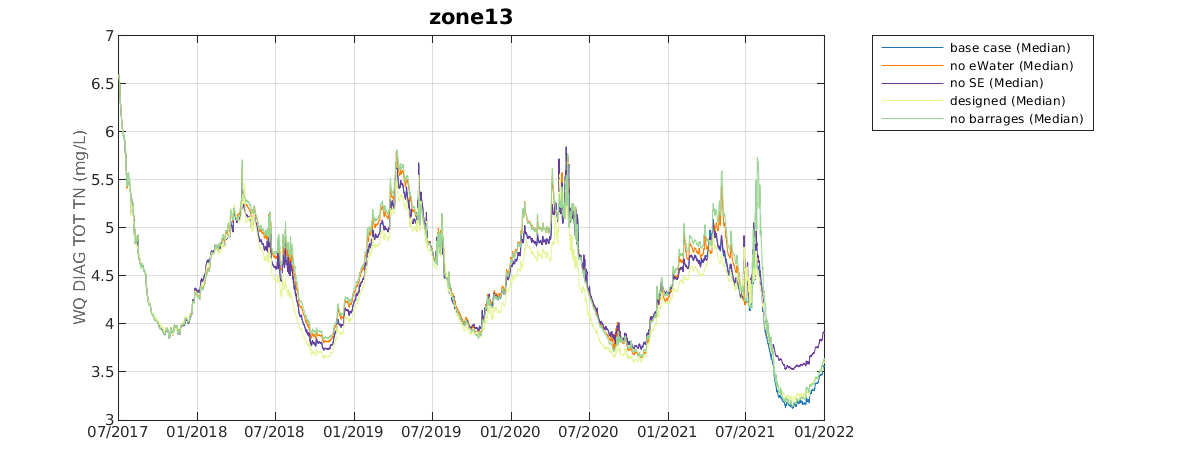 zone13
WQ DIAG TOT TN (mg/L)
7
6.5
6
5.5
5
4.5
4
3.5
3
07/2017 01/2018 07/2018 01/2019 07/2019 01/2020 07/2020 01/2021 07/2021 01/2022
base case (Median)
no eWater (Median)
no SE (Median)
designed (Median)
no barrages (Median)